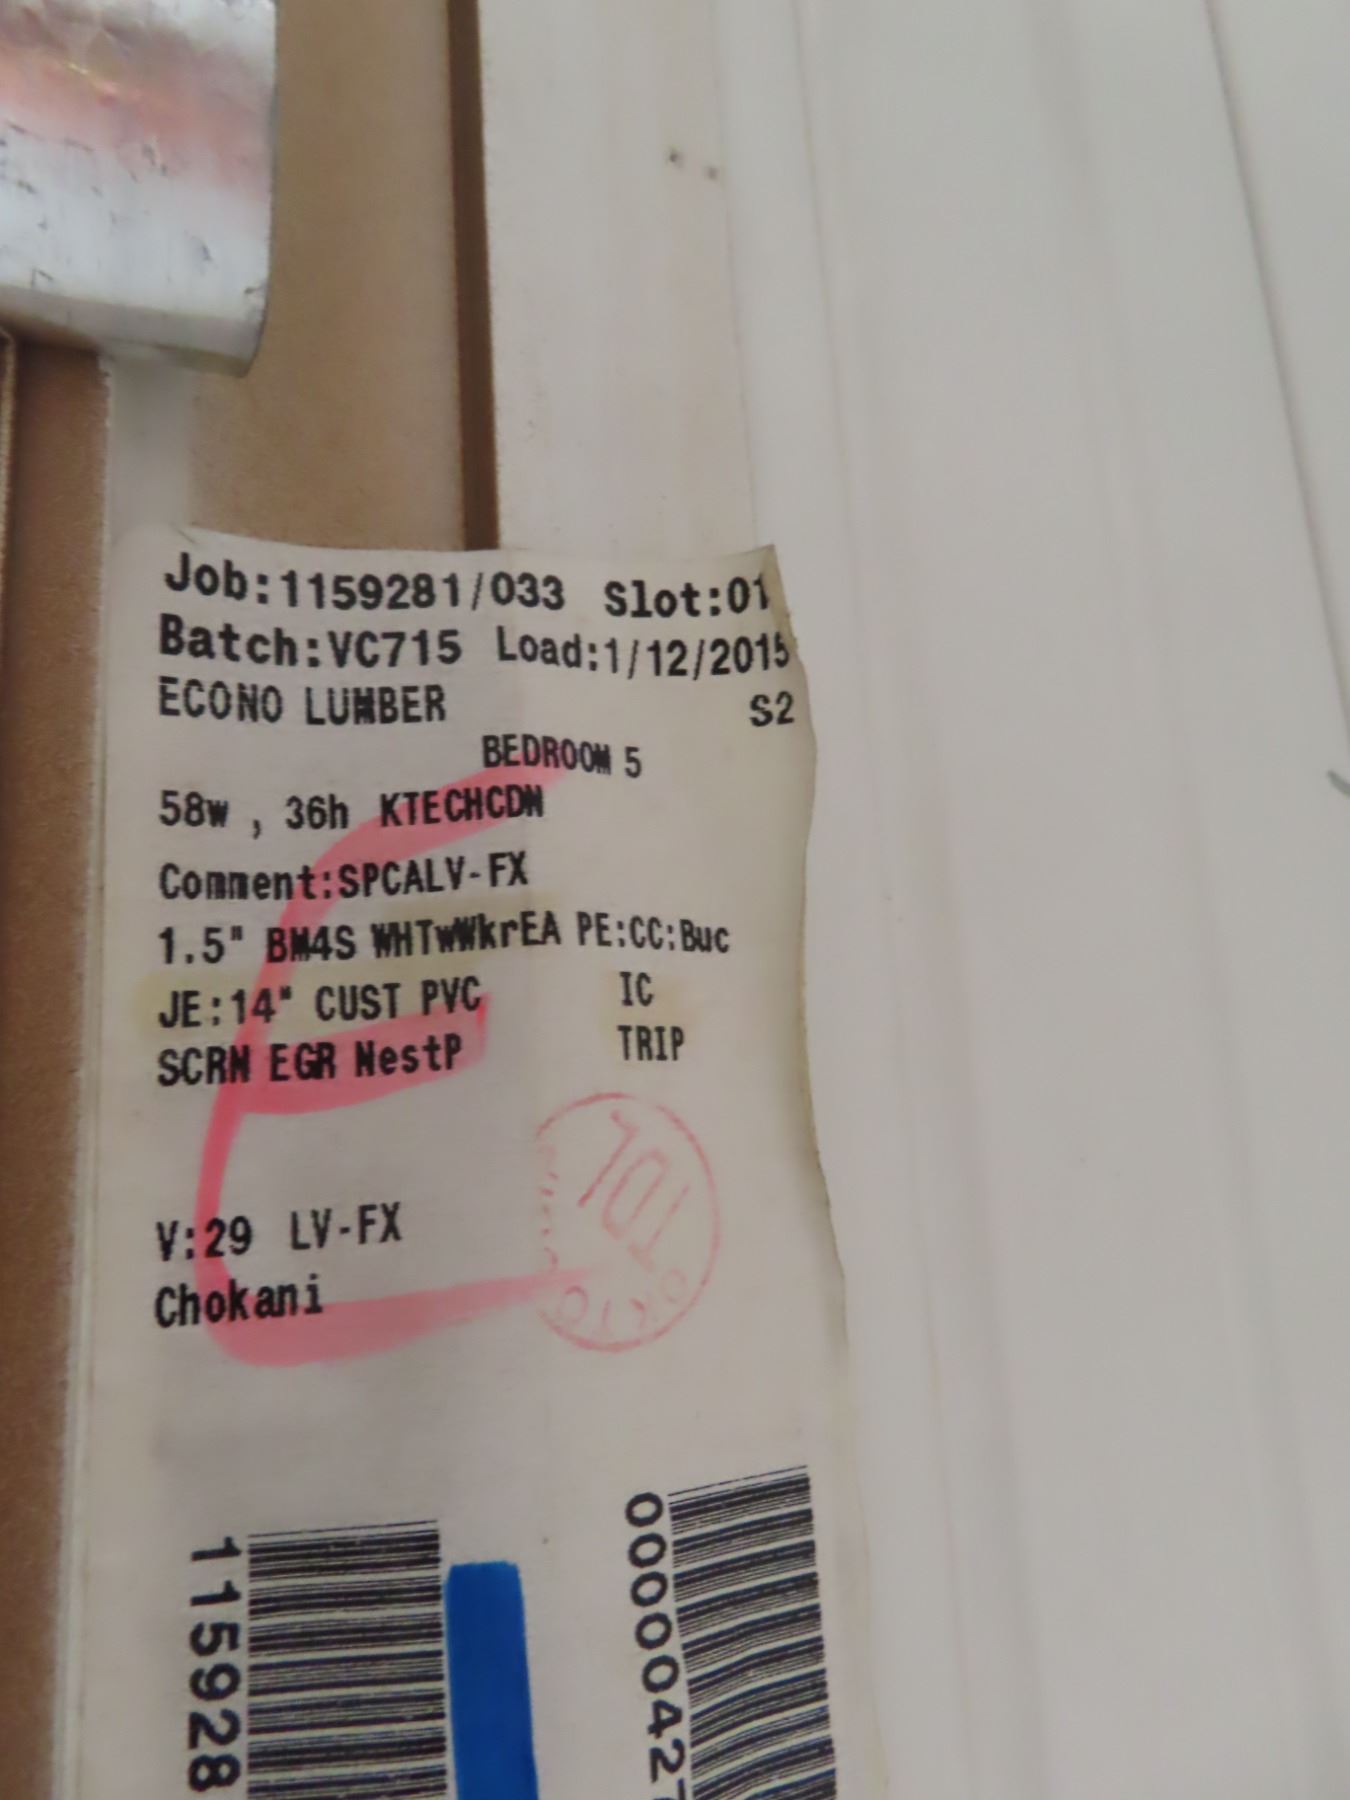 Job:1159281/033 Slot:01
Batch:VC715 Load:1/12/2015
ECONO LUMBER S2
BEDROOM 5
58w , 36h KTECHCDN
Comment:SPCALV-FX
1.5" BM4S WHTwWkrEA PE:CC:Buc
JE:14" CUST PVC IC
SCRN EGR NestP TRIP
TDL
V:29 LV-FX
Chokani
115928
0000042